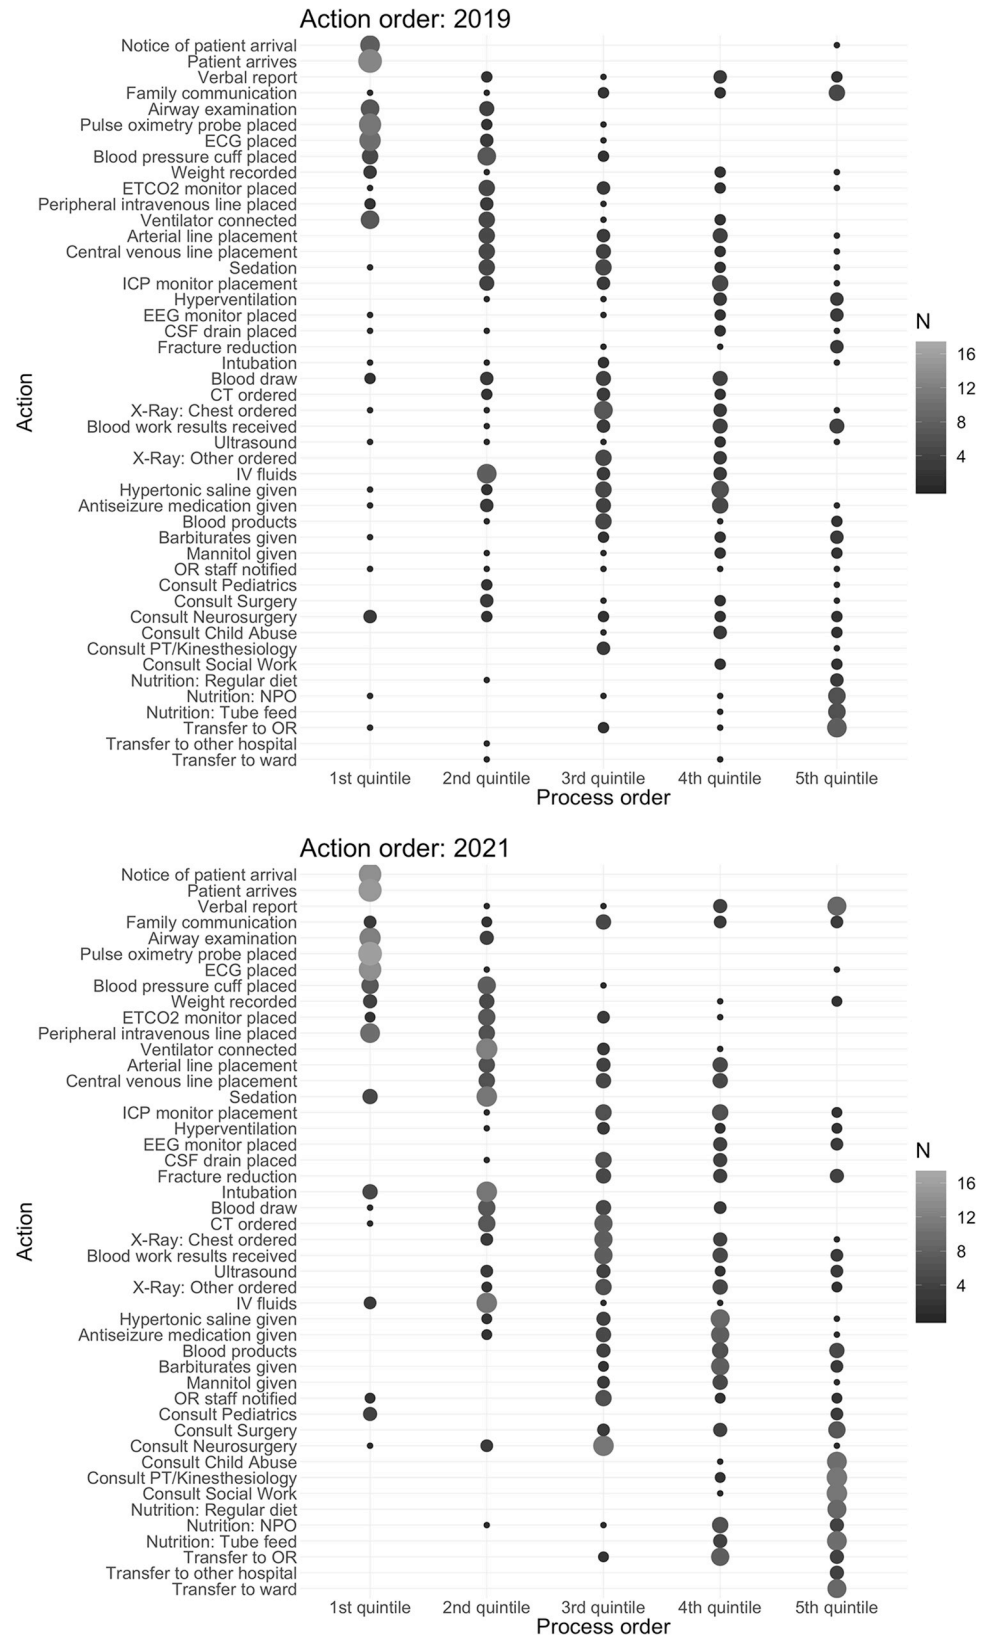 Action order: 2019
Notice of patient arrival
Patient arrives
Verbal report
Family communication
Airway examination
Pulse oximetry probe placed
ECG placed
Blood pressure cuff placed
Weight recorded
ETCO2 monitor placed
Peripheral intravenous line placed
Ventilator connected
Arterial line placement
Central venous line placement
Sedation
ICP monitor placement
Hyperventilation
EEG monitor placed
CSF drain placed
Fracture reduction
Intubation
Blood draw
CT ordered
X-Ray: Chest ordered
Blood work results received
Ultrasound
X-Ray: Other ordered
IV fluids
Hypertonic saline given
Antiseizure medication given
Blood products
Barbiturates given
Mannitol given
OR staff notified
Consult Pediatrics
Consult Surgery
Consult Neurosurgery
Consult Child Abuse
Consult PT/Kinesthesiology
Consult Social Work
Nutrition: Regular diet
Nutrition: NPO
Nutrition: Tube feed
Transfer to OR
Transfer to other hospital
Transfer to ward
Action
1st quintile 2nd quintile 3rd quintile 4th quintile 5th quintile
Process order
N
16
12
8
4
Action order: 2021
Notice of patient arrival
Patient arrives
Verbal report
Family communication
Airway examination
Pulse oximetry probe placed
ECG placed
Blood pressure cuff placed
Weight recorded
ETCO2 monitor placed
Peripheral intravenous line placed
Ventilator connected
Arterial line placement
Central venous line placement
Sedation
ICP monitor placement
Hyperventilation
EEG monitor placed
CSF drain placed
Fracture reduction
Intubation
Blood draw
CT ordered
X-Ray: Chest ordered
Blood work results received
Ultrasound
X-Ray: Other ordered
IV fluids
Hypertonic saline given
Antiseizure medication given
Blood products
Barbiturates given
Mannitol given
OR staff notified
Consult Pediatrics
Consult Surgery
Consult Neurosurgery
Consult Child Abuse
Consult PT/Kinesthesiology
Consult Social Work
Nutrition: Regular diet
Nutrition: NPO
Nutrition: Tube feed
Transfer to OR
Transfer to other hospital
Transfer to ward
Action
1st quintile 2nd quintile 3rd quintile 4th quintile 5th quintile
Process order
N
16
12
8
4